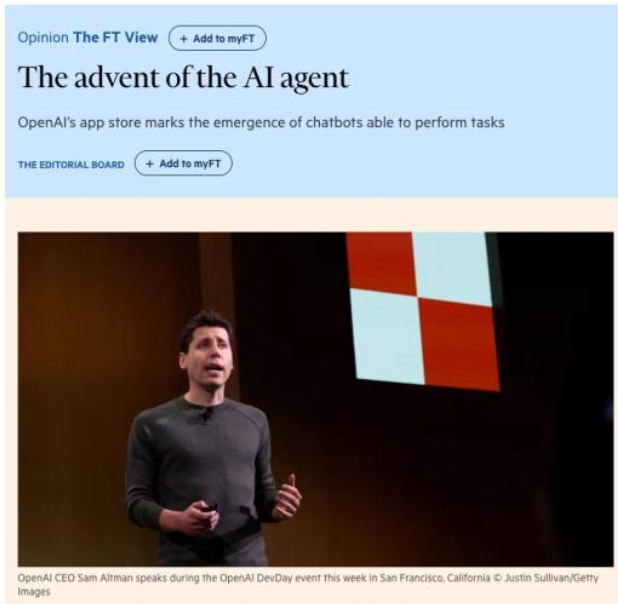 Opinion The FT View + Add to myFT
The advent of the AI agent
OpenAI's app store marks the emergence of chatbots able to perform tasks
THE EDITORIAL BOARD + Add to myFT
OpenAI CEO Sam Altman speaks during the OpenAI DevDay event this week in San Francisco, California © Justin Sullivan/Getty
Images